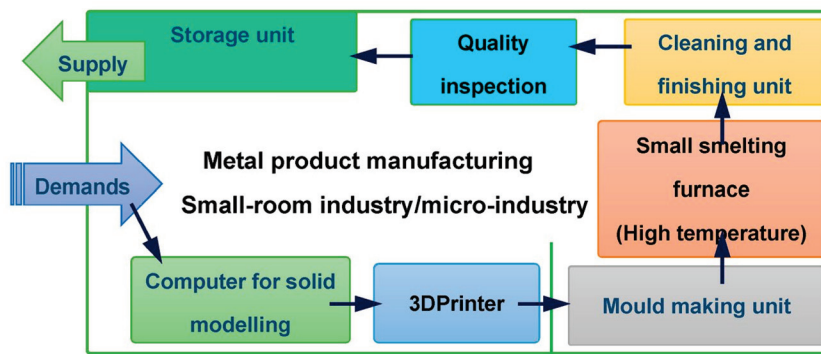 Storage unit
Supply
Quality
inspection
Cleaning and
finishing unit
Metal product manufacturing
Small-room industry/micro-industry
Small smelting
furnace
(High temperature)
Demands
Computer for solid
modelling
3DPrinter
Mould making unit